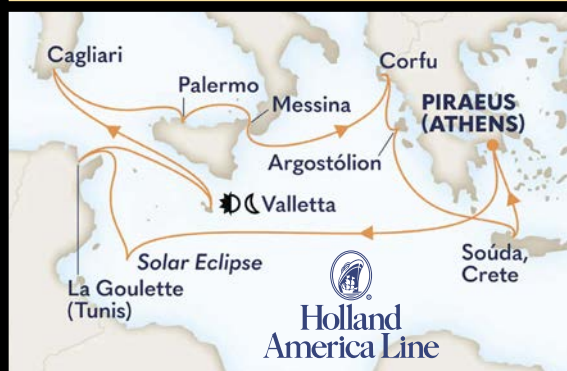 Cagliari
Palermo
Messina
Corfu
PIRAEUS
(ATHENS)
Argostólion
Valletta
Solar Eclipse
La Goulette
(Tunis)
Soúda,
Crete
Holland
America Line